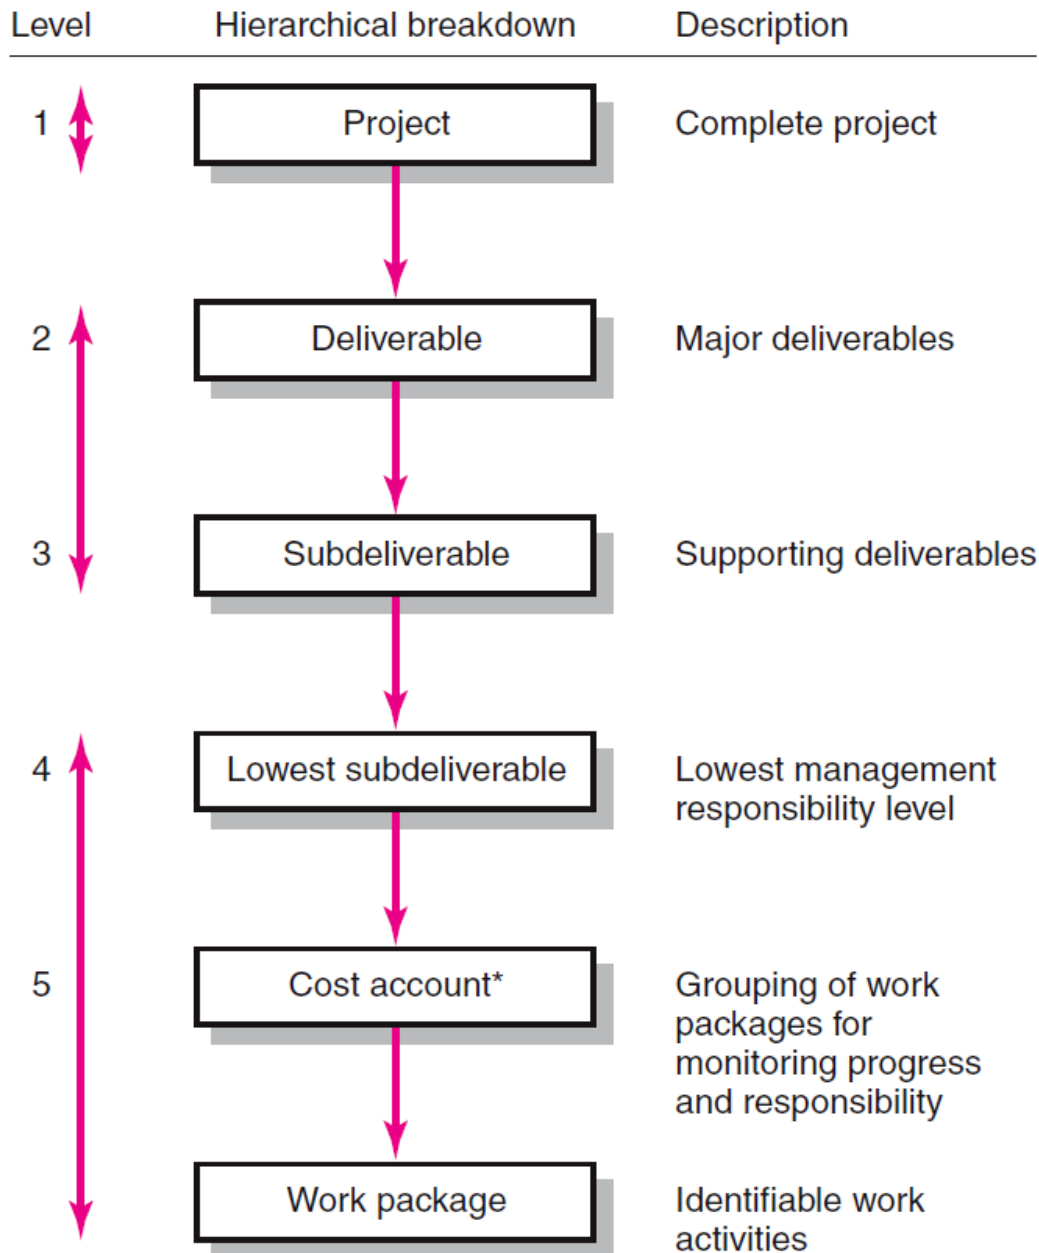 Level Hierarchical breakdown Description
1 Project Complete project
2 Deliverable Major deliverables
3 Subdeliverable Supporting deliverables
4 Lowest subdeliverable Lowest management
responsibility level
5 Cost account* Grouping of work
packages for
monitoring progress
and responsibility
Work package Identifiable work
activities